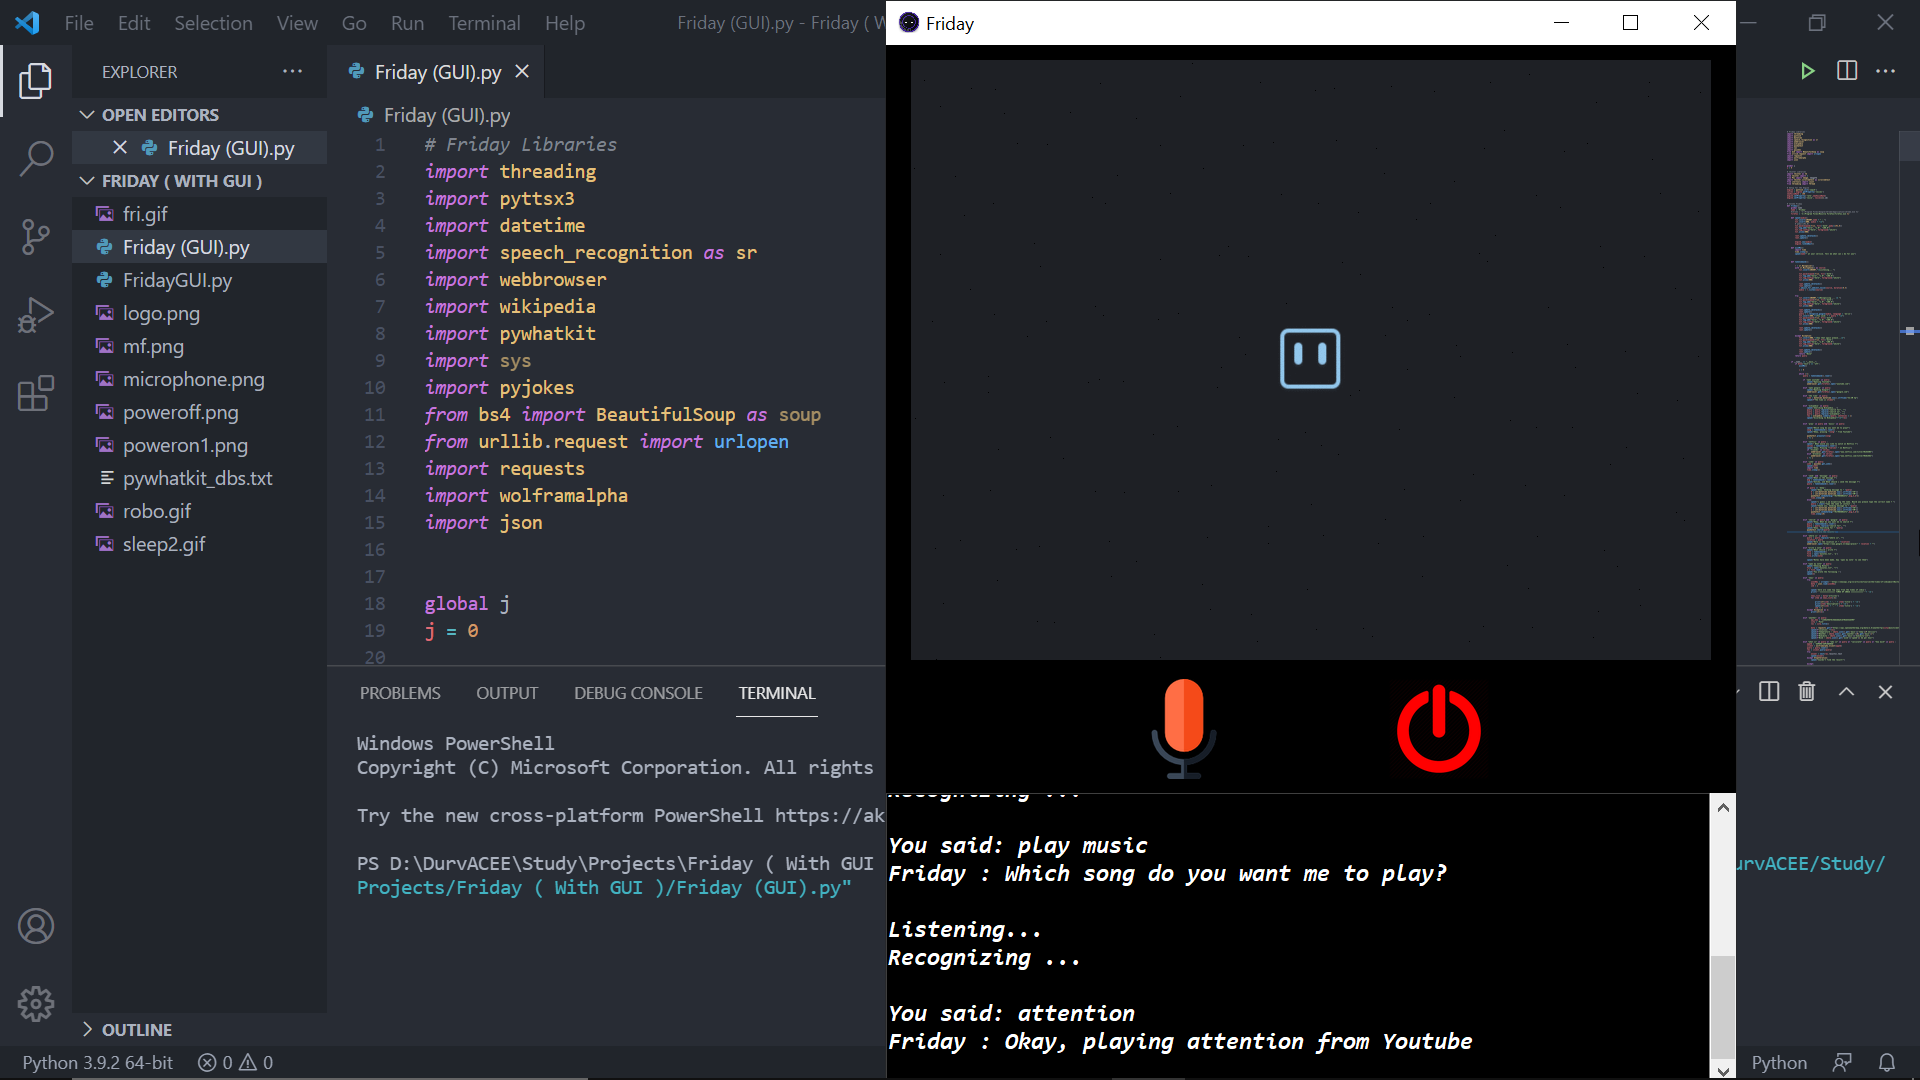 File Edit Selection View Go Run Terminal Help
Friday (GUI).py - Friday (
Friday
EXPLORER
OPEN EDITORS
Friday (GUI).py
FRIDAY ( WITH GUI )
fri.gif
Friday (GUI).py
FridayGUI.py
logo.png
mf.png
microphone.png
poweroff.png
poweron1.png
pywhatkit_dbs.txt
robo.gif
sleep2.gif
OUTLINE
Friday (GUI).py
Friday (GUI).py
1 # Friday Libraries
2 import threading
3 import pyttsx3
4 import datetime
5 import speech_recognition as sr
6 import webbrowser
7 import wikipedia
8 import pywhatkit
9 import sys
10 import pyjokes
11 from bs4 import BeautifulSoup as soup
12 from urllib.request import urlopen
13 import requests
14 import wolframalpha
15 import json
16
17
18 global j
19 j = 0
20
PROBLEMS OUTPUT DEBUG CONSOLE TERMINAL
Windows PowerShell
Copyright (C) Microsoft Corporation. All rights
Try the new cross-platform PowerShell https://ak
PS D:\DurvACEE\Study\Projects\Friday ( With GUI
urvACEE/Study/
Projects/Friday ( With GUI )/Friday (GUI).py"
Recognizing ...
You said: play music
Friday : Which song do you want me to play?
Listening...
Recognizing ...
You said: attention
Friday : Okay, playing attention from Youtube
Python 3.9.2 64-bit 0 0
Python